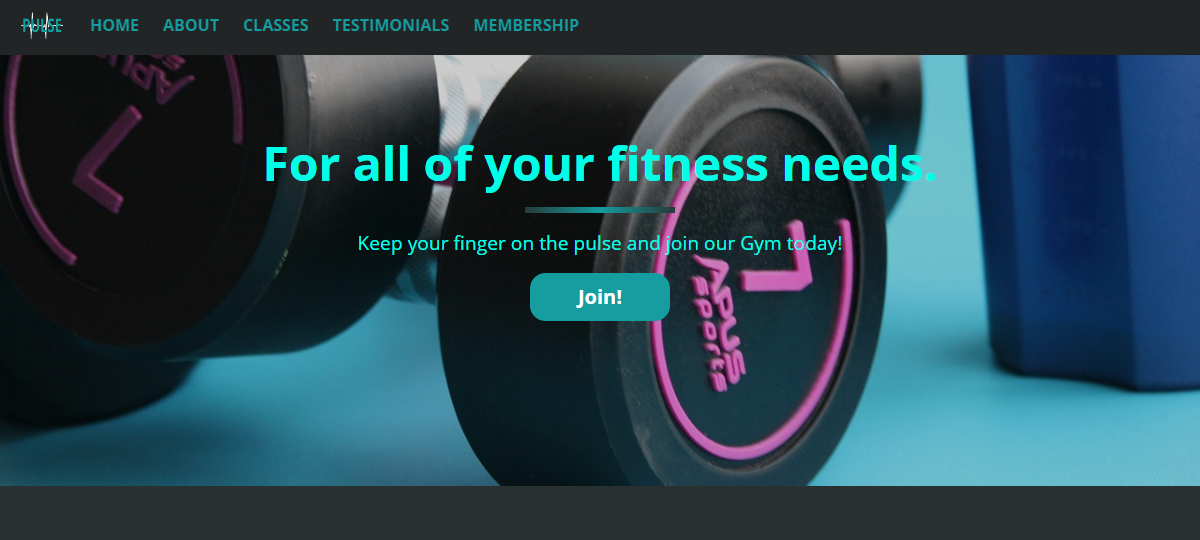 PULSE HOME ABOUT CLASSES TESTIMONIALS MEMBERSHIP
For all of your fitness needs.
Keep your finger on the pulse and join our Gym today!
Join!
7
APUS
sports